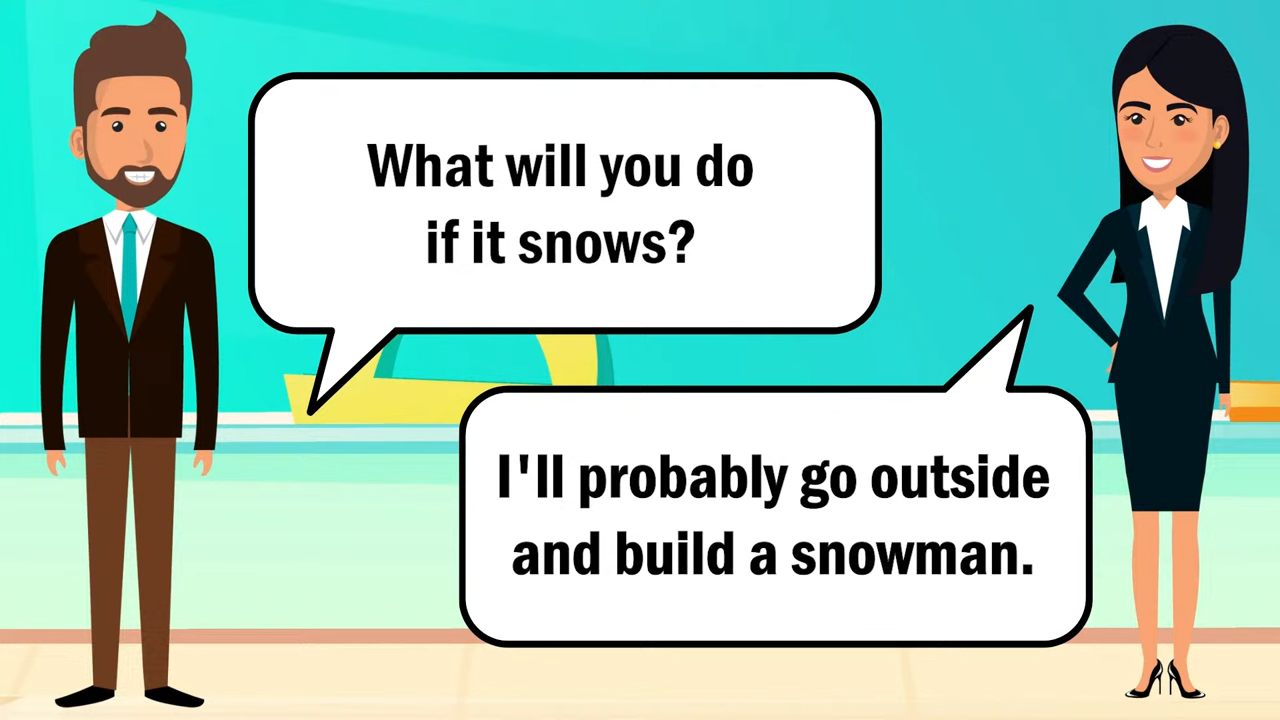 What will you do
if it snows?
I'll probably go outside
and build a snowman.